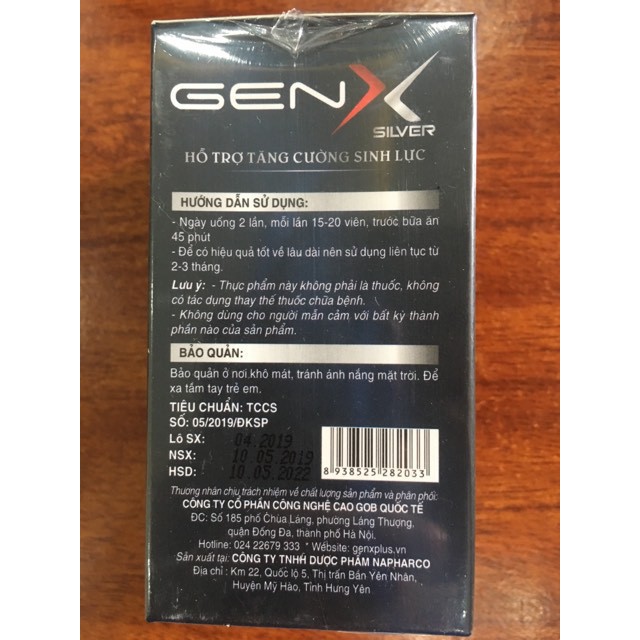 GENX
SILVER
HỖ TRỢ TĂNG CƯỜNG SINH LỰC
HƯỚNG DẪN SỬ DỤNG:
- Ngày uống 2 lần, mỗi lần 15-20 viên, trước bữa ăn
45 phút
- Để có hiệu quả tốt về lâu dài nên sử dụng liên tục từ
2-3 tháng.
Lưu ý: - Thực phẩm này không phải là thuốc, không
có tác dụng thay thế thuốc chữa bệnh.
- Không dùng cho người mẫn cảm với bất kỳ thành
phần nào của sản phẩm.
BẢO QUẢN:
Bảo quản ở nơi khô mát, tránh ánh nắng mặt trời. Để
xa tầm tay trẻ em.
TIÊU CHUẨN: TCCS
SỐ: 05/2019/ĐKSP
Lô SX: 04.2019
NSX: 10.05.2019
HSD: 10.05.2022
8 938525 282033
Thương nhân chịu trách nhiệm về chất lượng sản phẩm và phân phối:
CÔNG TY CỔ PHẦN CÔNG NGHỆ CAO GOB QUỐC TẾ
ĐC: Số 185 phố Chùa Láng, phường Láng Thượng,
quận Đống Đa, thành phố Hà Nội.
Hotline: 024 22679 333 * Website: genxplus.vn
Sản xuất tại: CÔNG TY TNHH DƯỢC PHẨM NAPHARCO
Địa chỉ : Km 22, Quốc lộ 5, Thị trấn Bần Yên Nhân,
Huyện Mỹ Hào, Tỉnh Hưng Yên